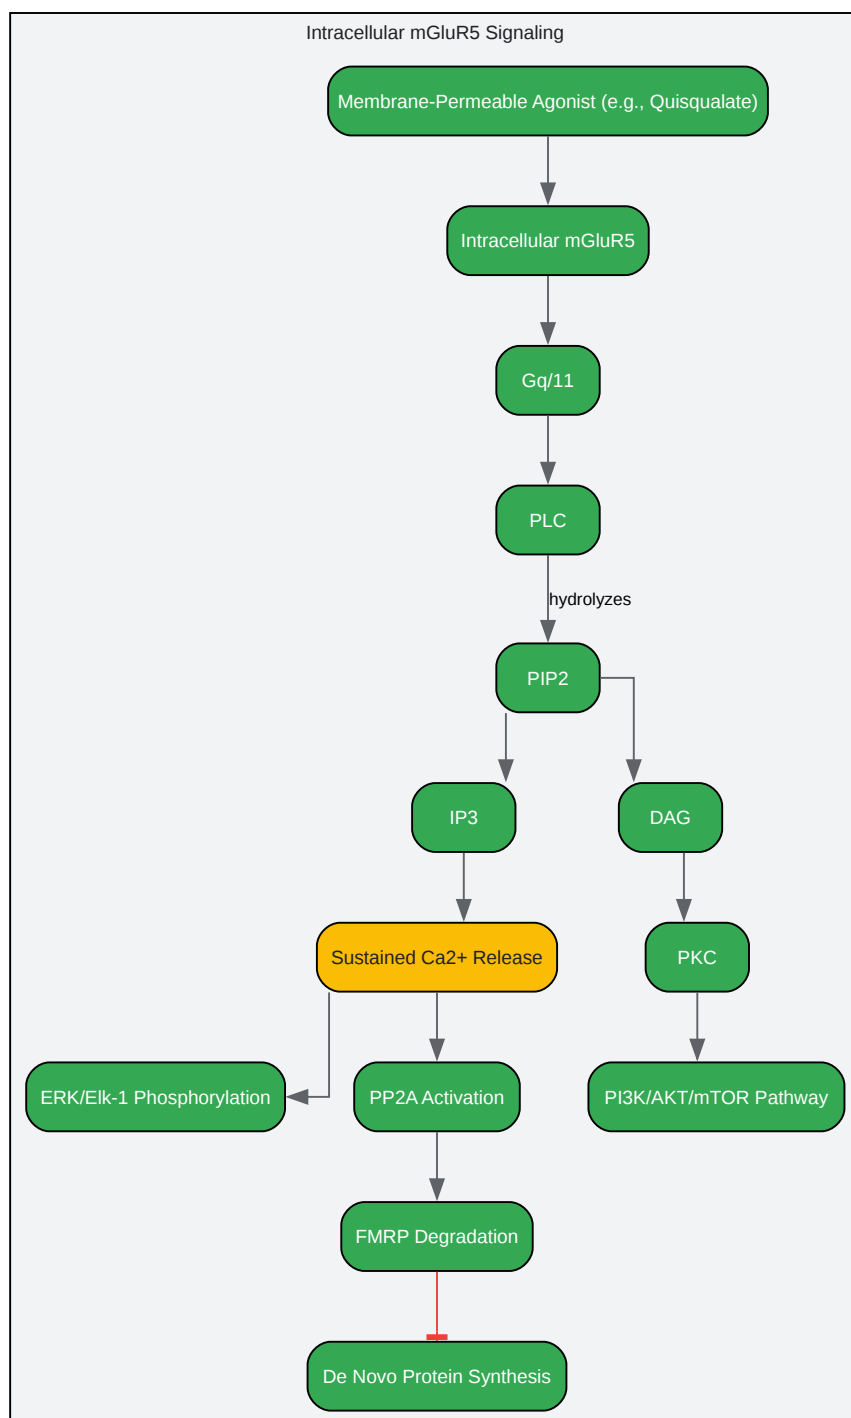 Intracellular mGluR5 Signaling
Membrane-Permeable Agonist (e.g., Quisqualate)
Intracellular mGluR5
Gq/11
PLC
hydrolyzes
PIP2
IP3
DAG
Sustained Ca2+ Release
PKC
ERK/Elk-1 Phosphorylation
PP2A Activation
PI3K/AKT/mTOR Pathway
FMRP Degradation
De Novo Protein Synthesis